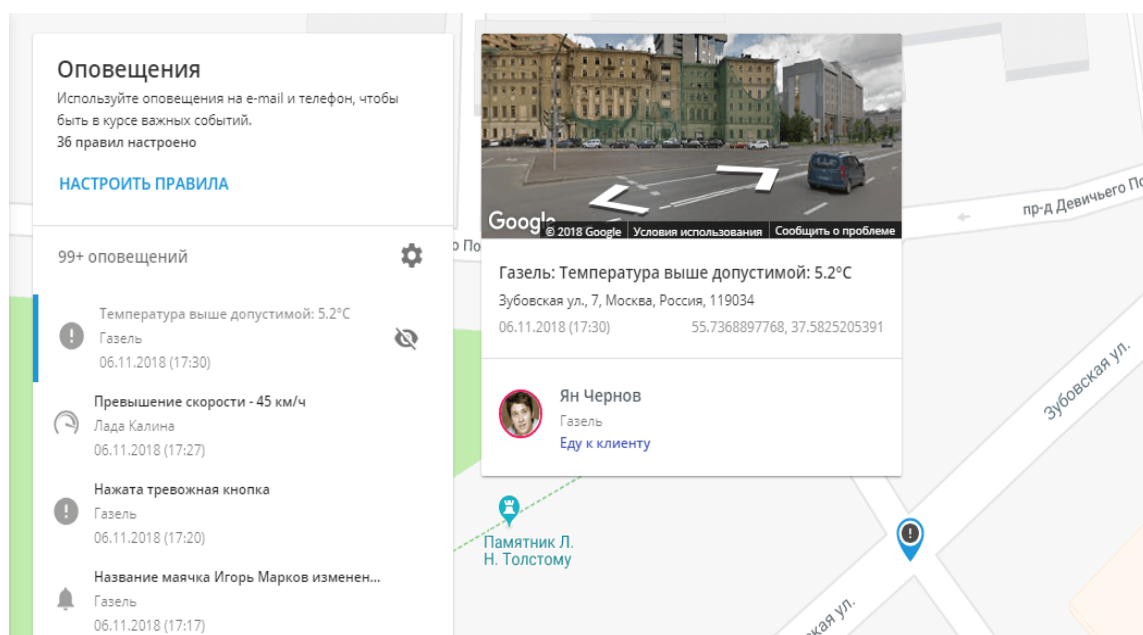 Оповещения
Используйте оповещения на e-mail и телефон, чтобы
быть в курсе важных событий.
36 правил настроено
НАСТРОИТЬ ПРАВИЛА
99+ оповещений
Температура выше допустимой: 5.2°C
Газель
06.11.2018 (17:30)
Превышение скорости - 45 км/ч
Лада Калина
06.11.2018 (17:27)
Нажата тревожная кнопка
Газель
06.11.2018 (17:20)
Название маячка Игорь Марков изменен...
Газель
06.11.2018 (17:17)
Google
© 2018 Google Условия использования Сообщить о проблеме
Газель: Температура выше допустимой: 5.2°C
Зубовская ул., 7, Москва, Россия, 119034
06.11.2018 (17:30) 55.7368897768, 37.5825205391
Ян Чернов
Газель
Еду к клиенту
Памятник Л.
Н. Толстому
пр-д Девичьего
Зубовская ул.